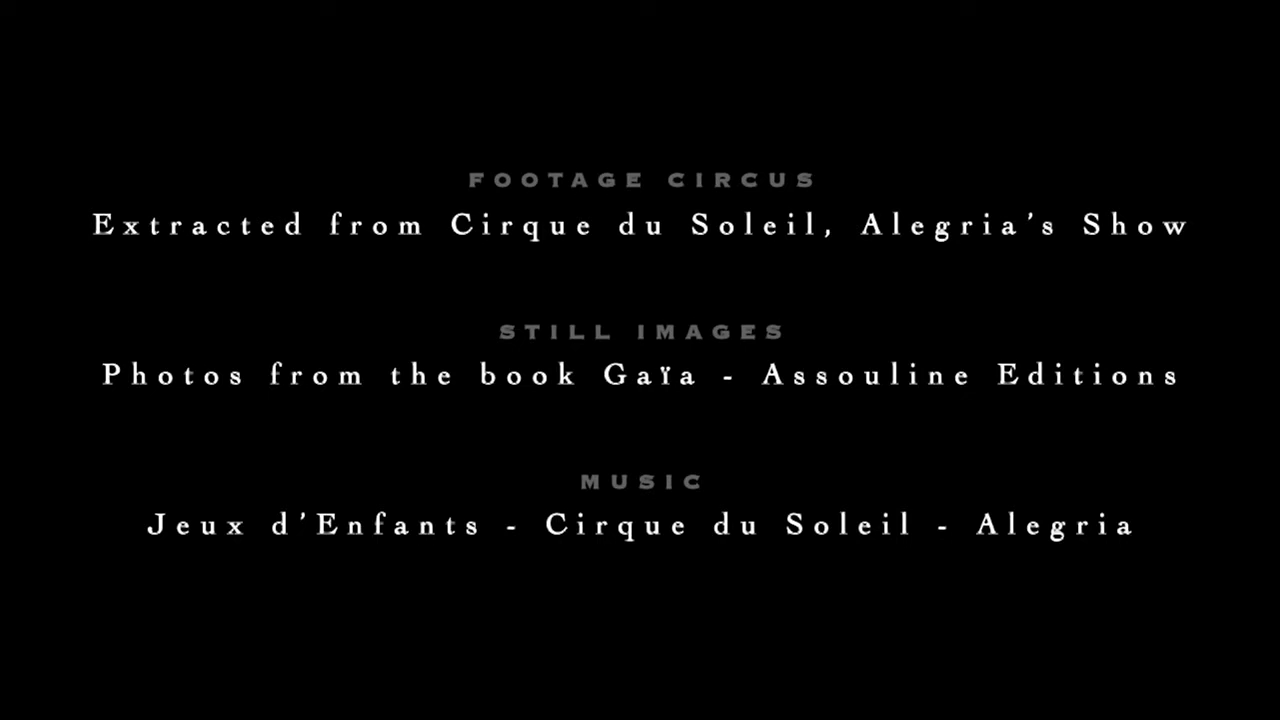 FOOTAGE CIRCUS
Extracted from Cirque du Soleil, Alegria’s Show
STILL IMAGES
Photos from the book Gaïa - Assouline Editions
MUSIC
Jeux d’Enfants - Cirque du Soleil - Alegria